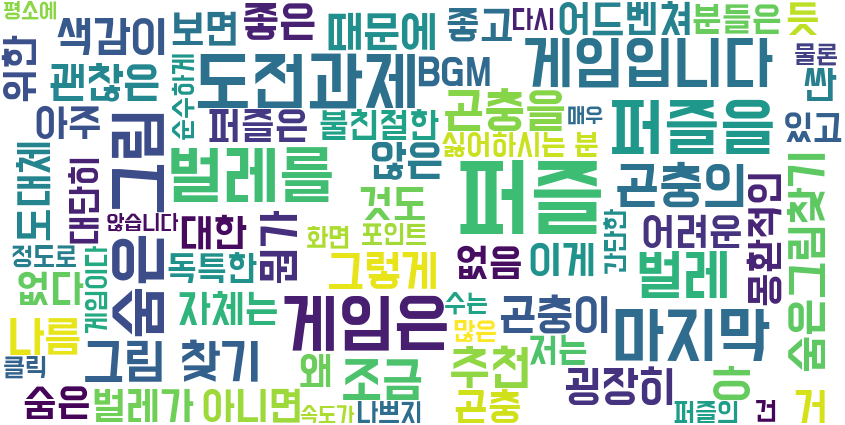 평소에
위한
색감이
보면
좋은
때문에
좋고
다시
어드벤쳐
분들은
듯
괜찮은
순수하게
도전과제
BGM
게임입니다
물론
딱
아주
퍼즐은
불친절한
곤충을
매우
퍼즐을
있고
도대체
대단히
숨은 그림
벌레를
않은
싫어하시는 분
퍼즐
곤충의
숨은그림찾기
않습니다
대한
뭔가
것도
화면
포인트
간단한
어려운
몽환적인
정도로
없다
게임이다
독특한
그렇게
없음
이게
벌레
자체는
게임은
수는
곤충이
마지막
나름
그림 찾기
많은
저는
클릭
왜
조금
추천
굉장히
아
숨은
벌레가 아니면
속도가
나쁘지
곤충
퍼즐의
건
거